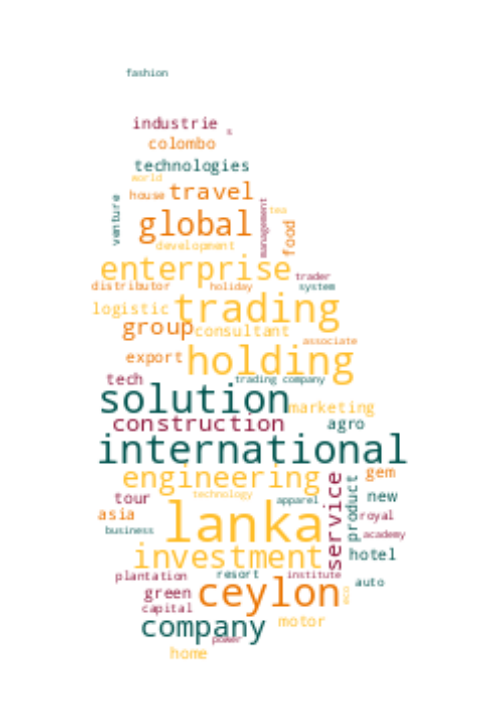 fashion
industrie s
colombo
technologies
world
house travel
venture
global
management
tea
food
development
enterprise
trader
distributor holiday system
logistic trading
group consultant
associate
export holding
tech trading company
solution marketing
construction agro
international
engineering gem
technology
tour apparel new
service
product
asia lanka royal
business academy
investment hotel
plantation resort institute auto
green ceylon eco
capital
company motor
power
home